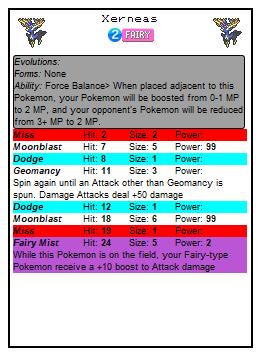 Xerneas
2 FAIRY
Evolutions:
Forms: None
Ability: Force Balance> When placed adjacent to this
Pokemon, your Pokemon will be boosted from 0-1 MP
to 2 MP, and your opponent's Pokemon will be reduced
from 3+ MP to 2 MP.
Miss Hit: 2 Size: 2 Power:
Moonblast Hit: 7 Size: 5 Power: 99
Dodge Hit: 8 Size: 1 Power:
Geomancy Hit: 11 Size: 3 Power:
Spin again until an Attack other than Geomancy is
spun. Damage Attacks deal +50 damage
Dodge Hit: 12 Size: 1 Power:
Moonblast Hit: 18 Size: 6 Power: 99
Miss Hit: 19 Size: 1 Power:
Fairy Mist Hit: 24 Size: 5 Power: 2
While this Pokemon is on the field, your Fairy-type
Pokemon receive a +10 boost to Attack damage